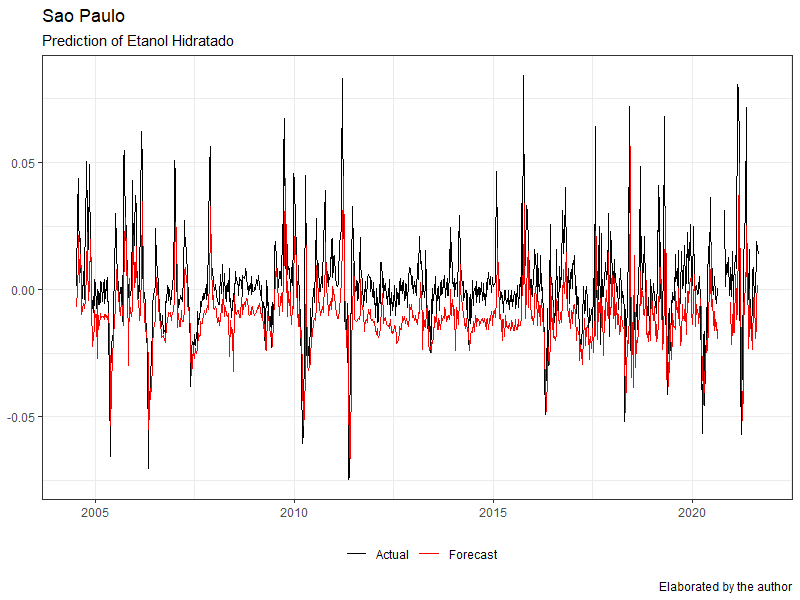 Sao Paulo
Prediction of Etanol Hidratado
0.05
0.00
-0.05
2005 2010 2015 2020
Actual Forecast
Elaborated by the author